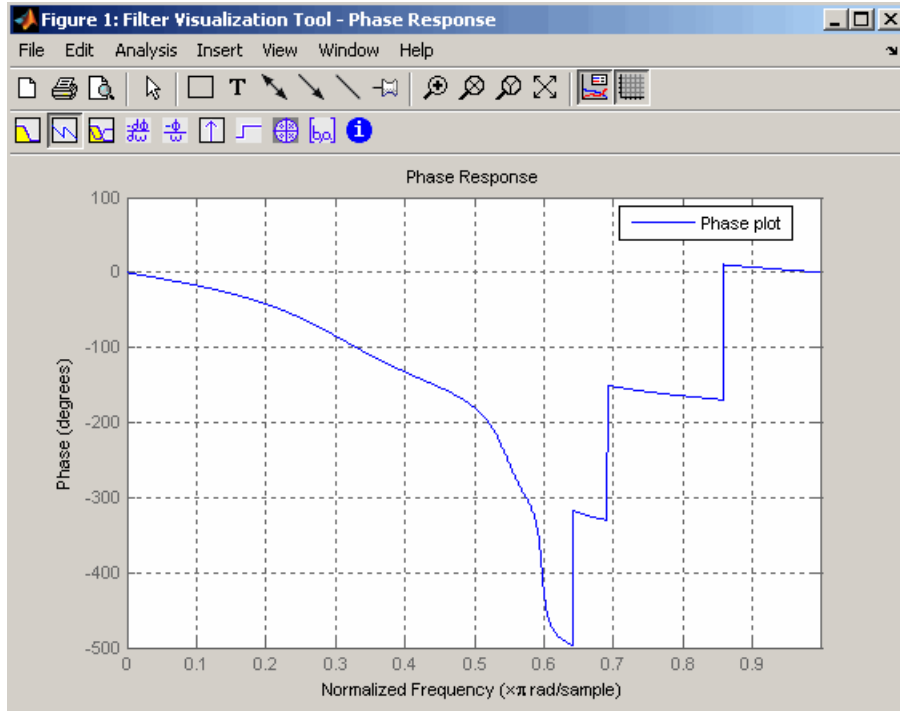 Figure 1: Filter Visualization Tool - Phase Response
File Edit Analysis Insert View Window Help
T
[b,a] i
Phase Response
Phase plot
100
0
-100
-200
-300
-400
-500
Phase (degrees)
0 0.1 0.2 0.3 0.4 0.5 0.6 0.7 0.8 0.9
Normalized Frequency (×π rad/sample)